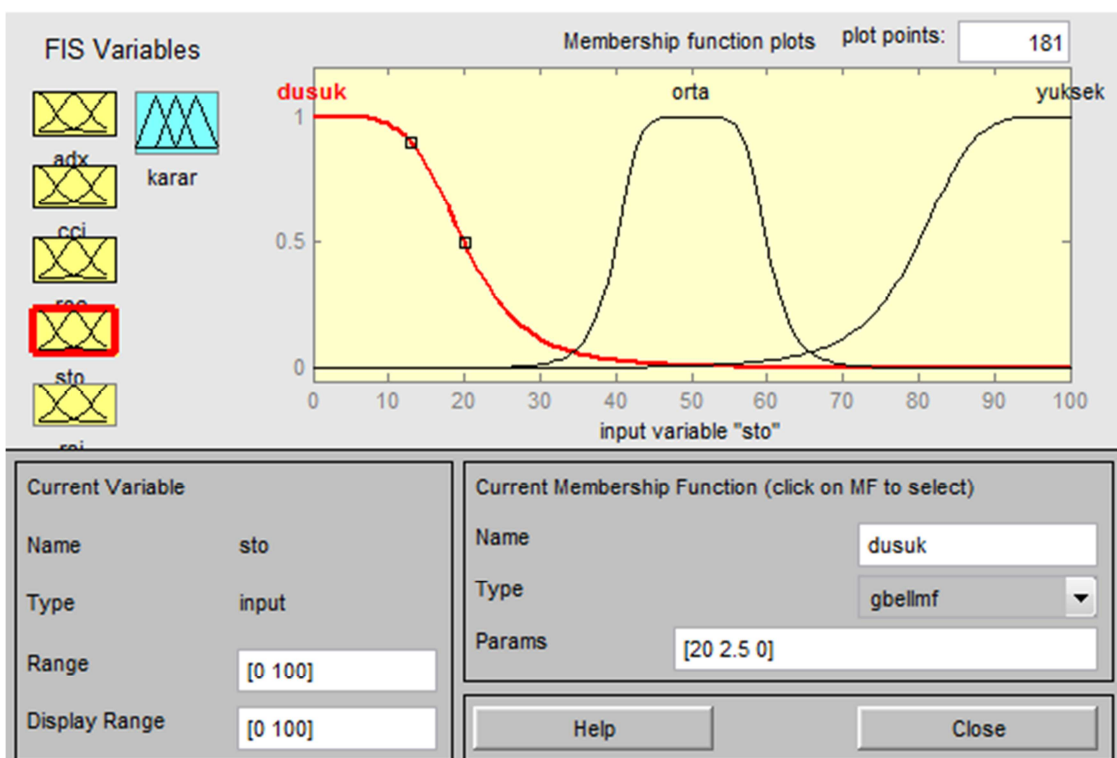 FIS Variables
Membership function plots
plot points:
181
adx
karar
cci
sto
dusuk
orta
yuksek
1
0.5
0
0 10 20 30 40 50 60 70 80 90 100
input variable "sto"
Current Variable
Name sto
Type input
Range [0 100]
Display Range [0 100]
Current Membership Function (click on MF to select)
Name dusuk
Type gbellmf
Params [20 2.5 0]
Help
Close